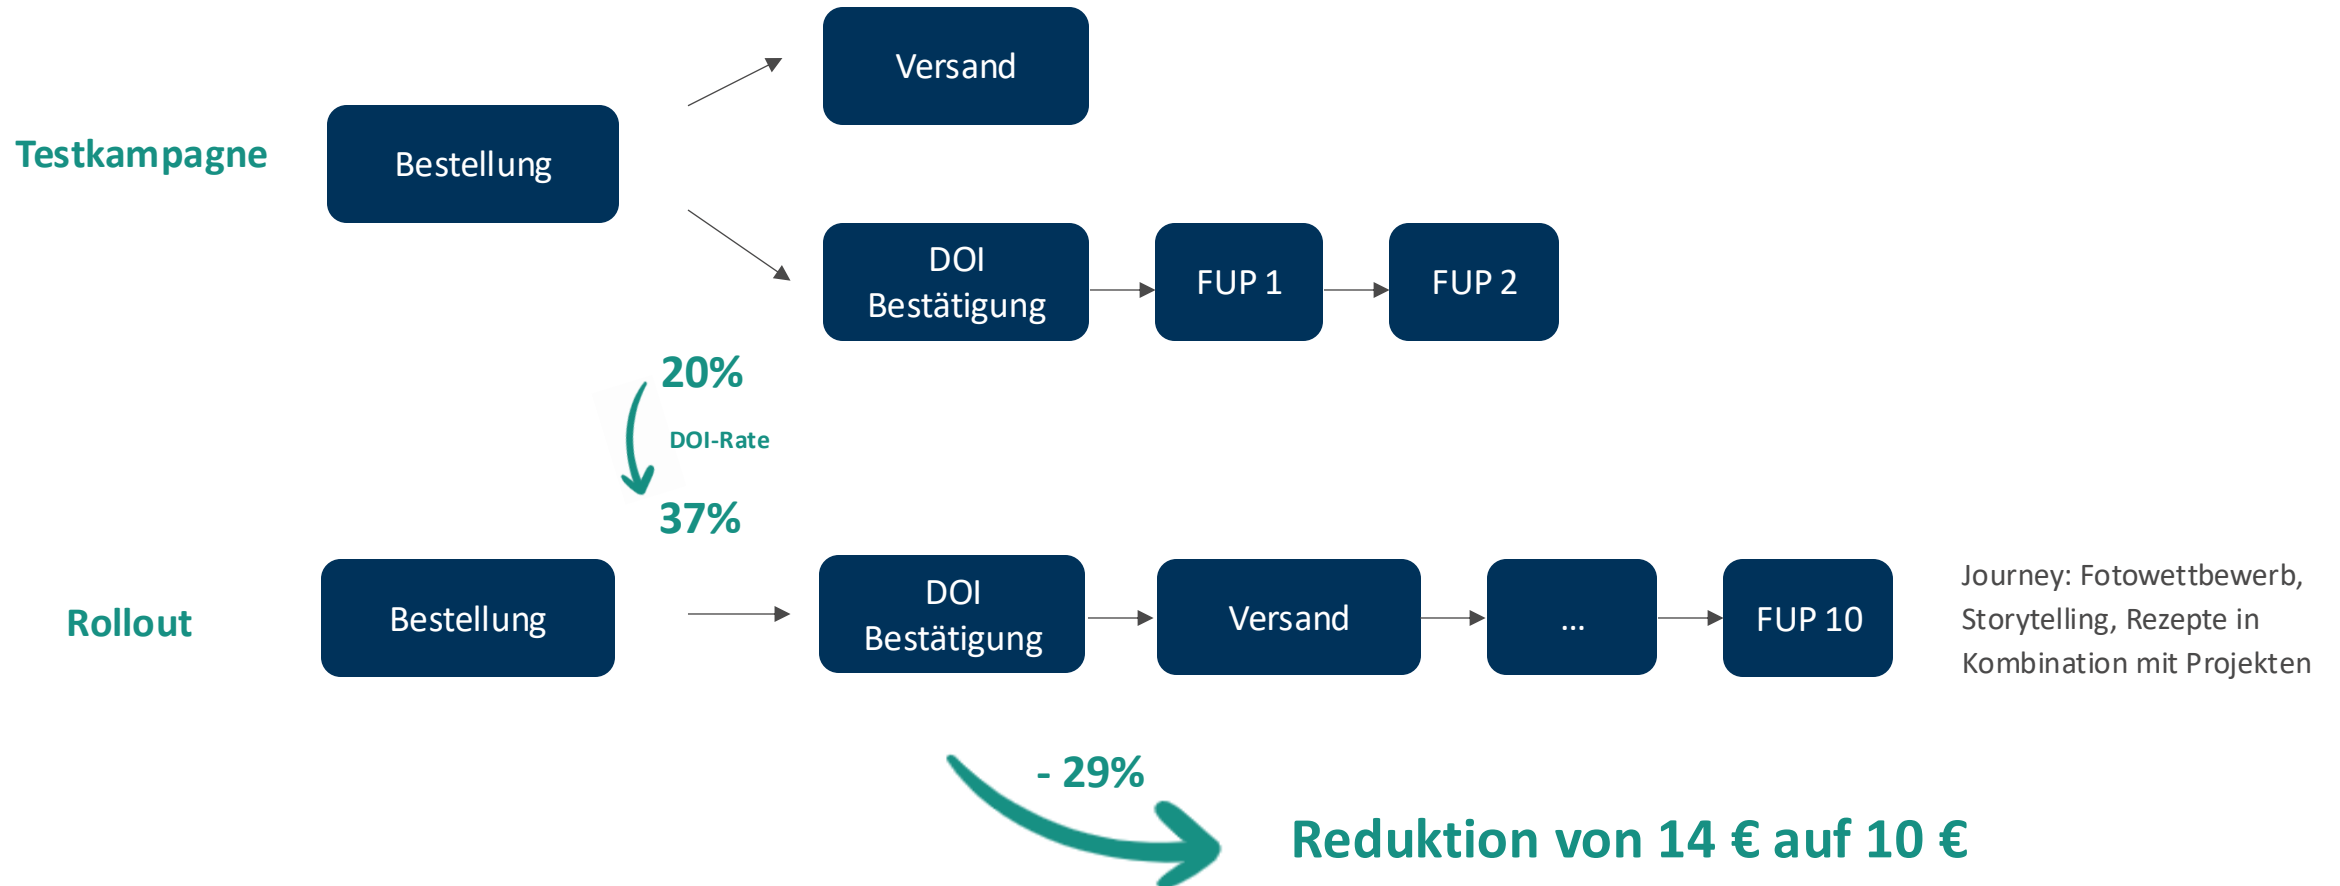 Testkampagne
Bestellung
Versand
DOI
Bestätigung
FUP 1
FUP 2
20%
DOI-Rate
37%
Rollout
Bestellung
DOI
Bestätigung
Versand
...
FUP 10
Journey: Fotowettbewerb,
Storytelling, Rezepte in
Kombination mit Projekten
- 29%
Reduktion von 14 € auf 10 €